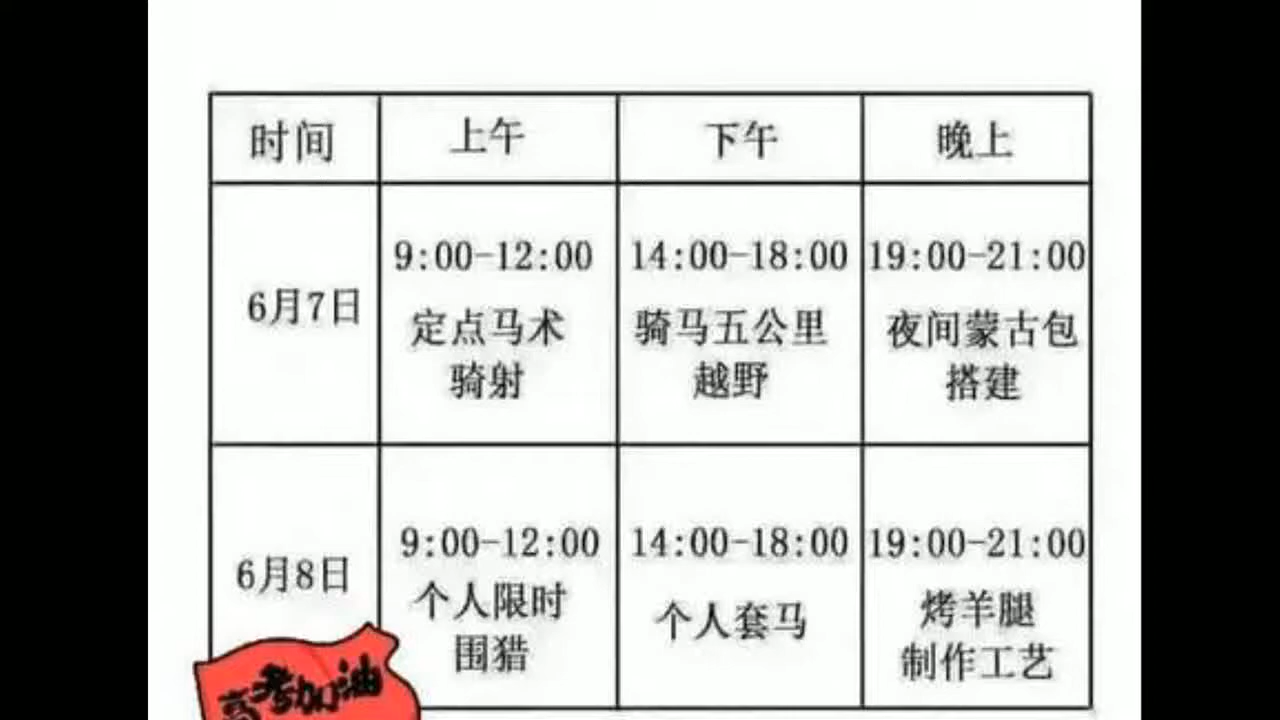 时间 上午 下午 晚上
9:00-12:00 14:00-18:00 19:00-21:00
6月7日
定点马术 骑马五公里 夜间蒙古包
骑射 越野 搭建
9:00-12:00 14:00-18:00 19:00-21:00
6月8日
个人限时 个人套马 烤羊腿
围猎 制作工艺
高考加油